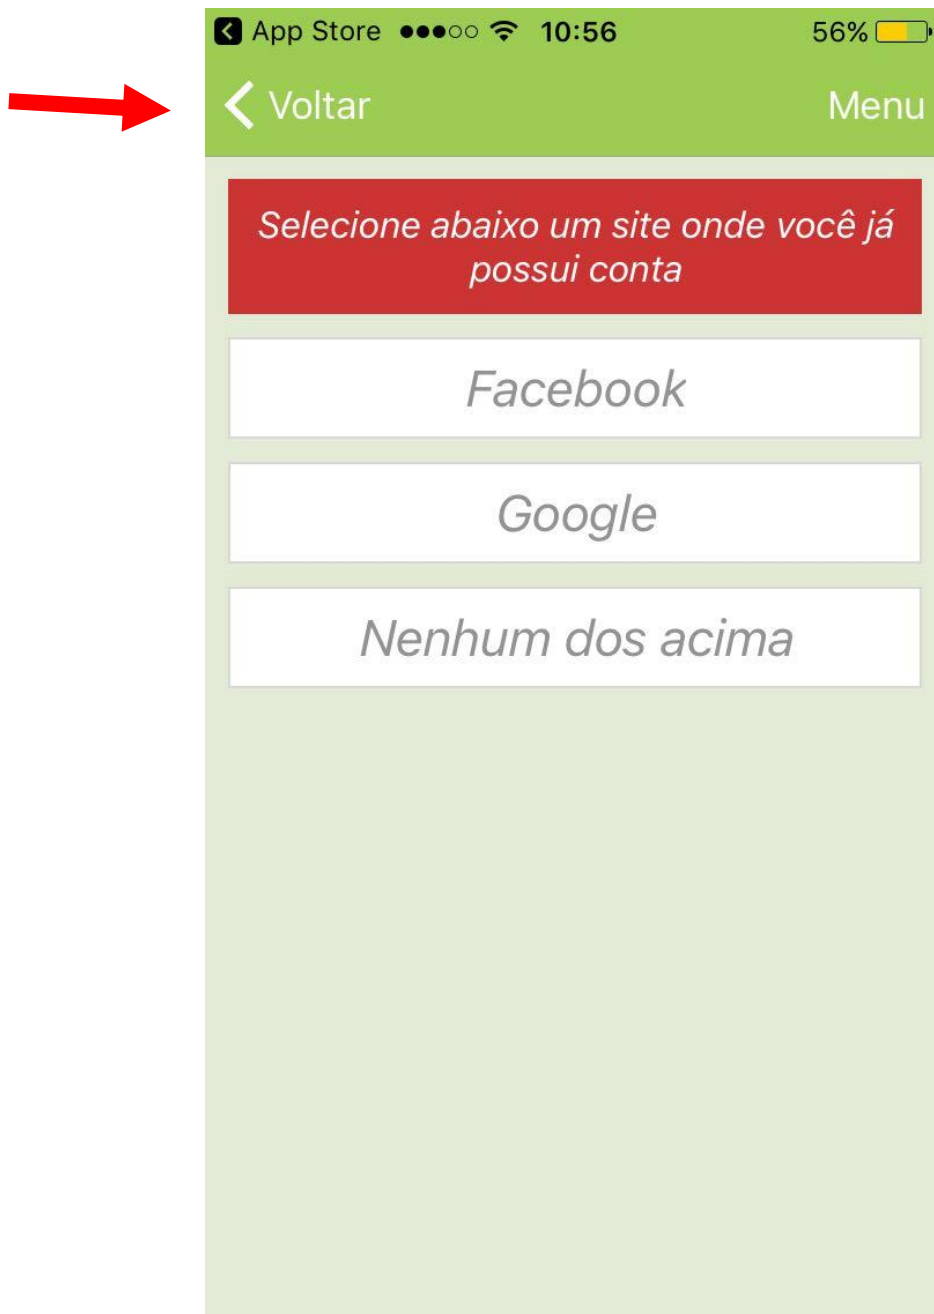 App Store 10:56 56%
Voltar Menu
Selecione abaixo um site onde você já
possui conta
Facebook
Google
Nenhum dos acima